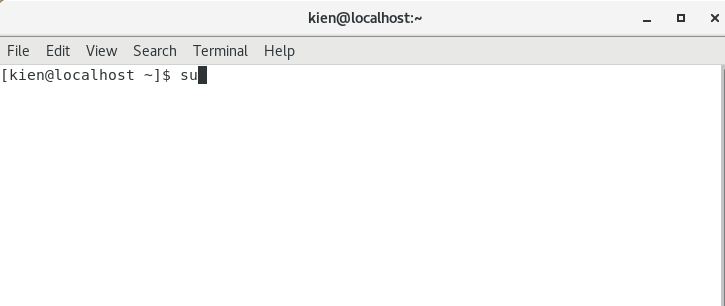 kien@localhost:~
File Edit View Search Terminal Help
[kien@localhost ~]$ su